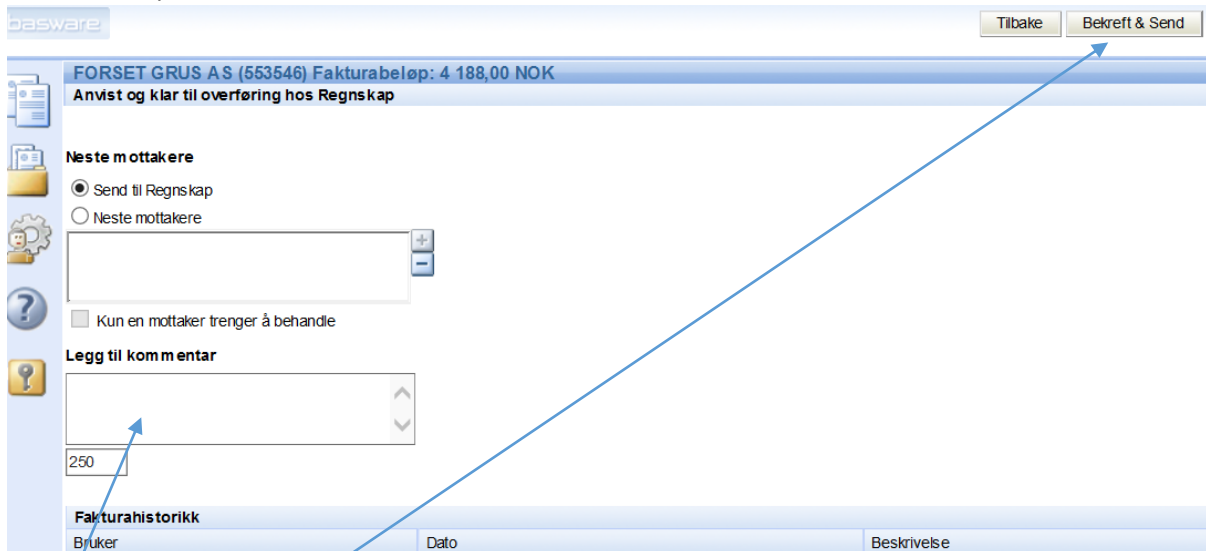 basware
Tilbake Bekreft & Send
FORSET GRUS AS (553546) Fakturabeløp: 4 188,00 NOK
Anvist og klar til overføring hos Regnskap
Neste mottakere
Send til Regnskap
Neste mottakere
Kun en mottaker trenger å behandle
Legg til kommentar
250
Fakturahistorikk
Bruker Dato Beskrivelse